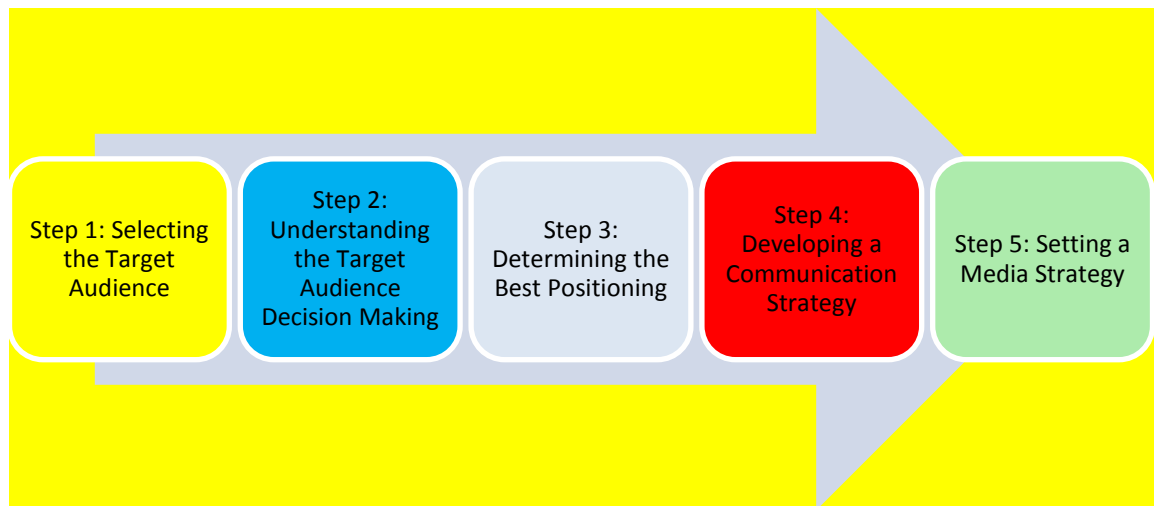 Step 1: Selecting
the Target
Audience
Step 2:
Understanding
the Target
Audience
Decision Making
Step 3:
Determining the
Best Positioning
Step 4:
Developing a
Communication
Strategy
Step 5: Setting a
Media Strategy